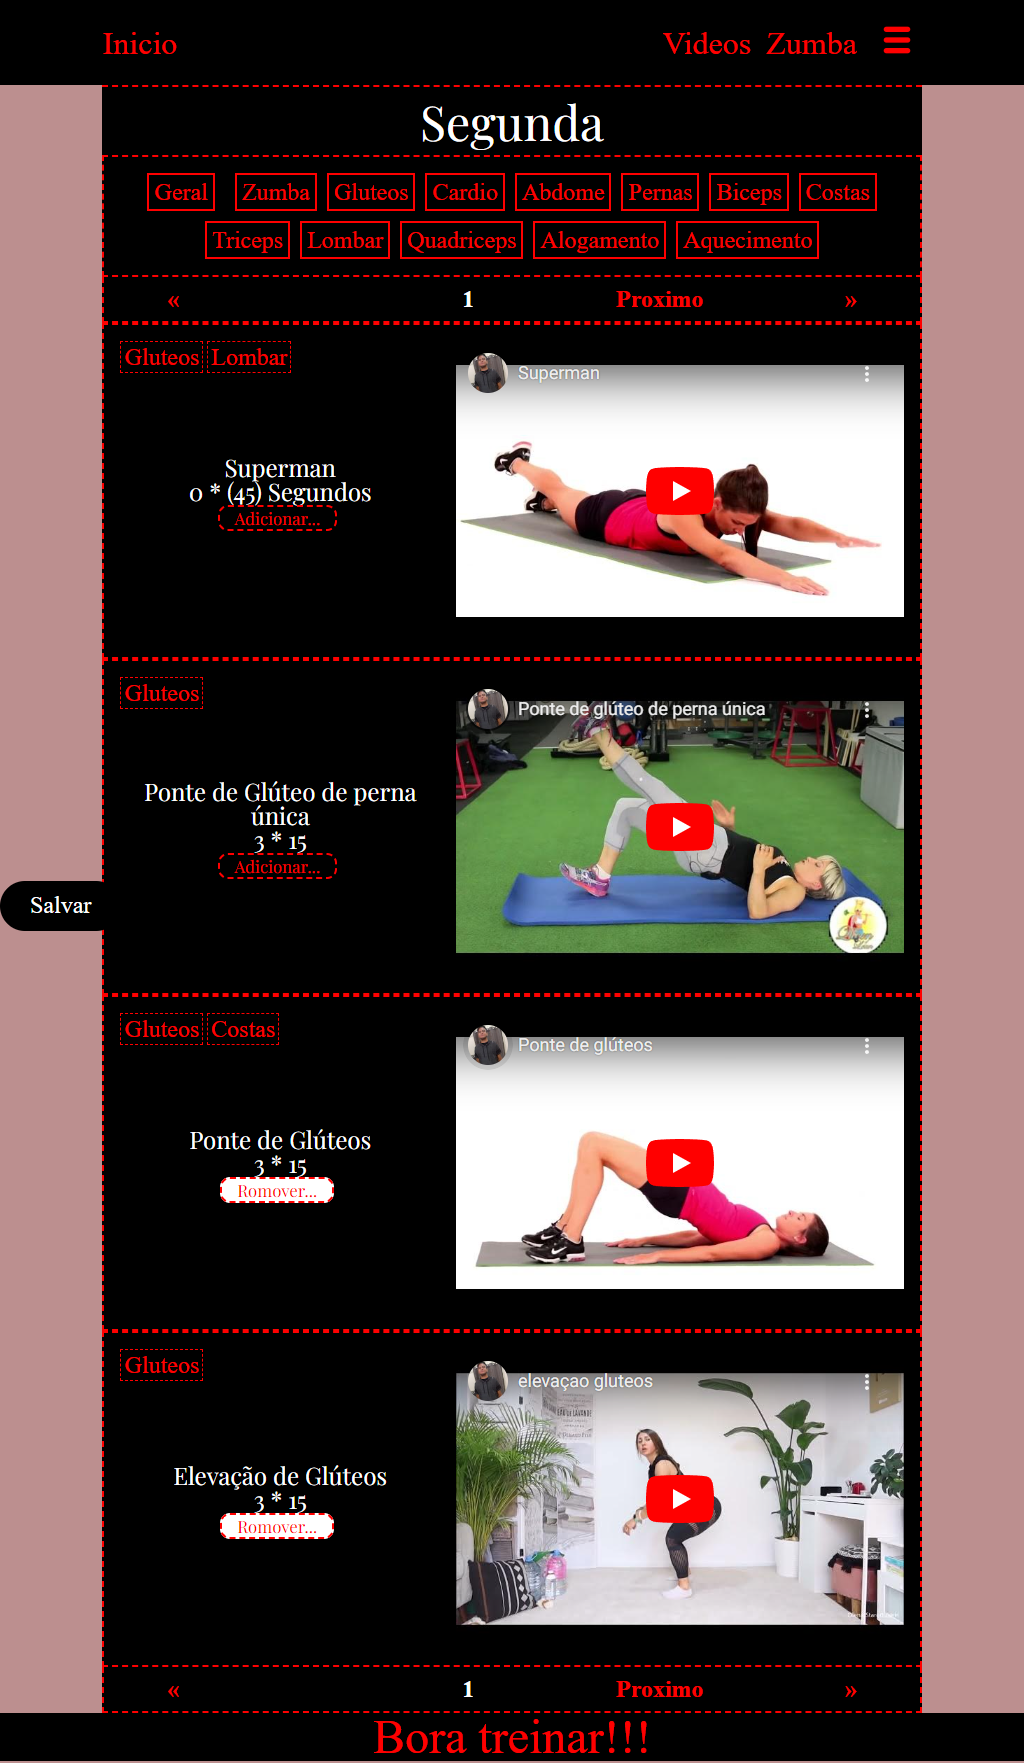 Inicio Videos Zumba
Segunda
Geral Zumba Gluteos Cardio Abdome Pernas Biceps Costas
Triceps Lombar Quadriceps Alogamento Aquecimento
« 1 Proximo »
Gluteos Lombar
Superman
Superman
0 * (45) Segundos
Adicionar...
Gluteos
Ponte de glúteo de perna única
Ponte de Glúteo de perna
única
3 * 15
Adicionar...
Salvar
Gluteos Costas
Ponte de glúteos
Ponte de Glúteos
3 * 15
Romover...
Gluteos
elevaçao gluteos
Elevação de Glúteos
3 * 15
Romover...
« 1 Proximo »
Bora treinar!!!